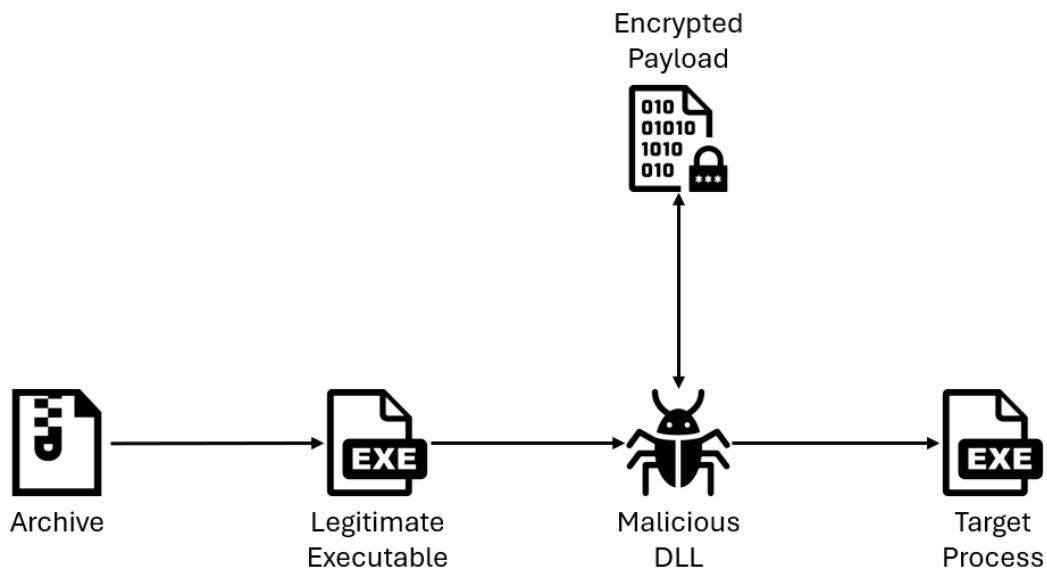 Encrypted
Payload
010
01010
1010
010
***
EXE
EXE
Archive
Legitimate
Executable
Malicious
DLL
Target
Process